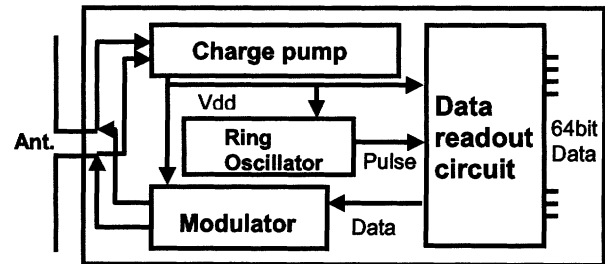 Charge pump
Vdd
Ant.
Ring
Oscillator
Pulse
Modulator
Data
Data
readout
circuit
64bit
Data